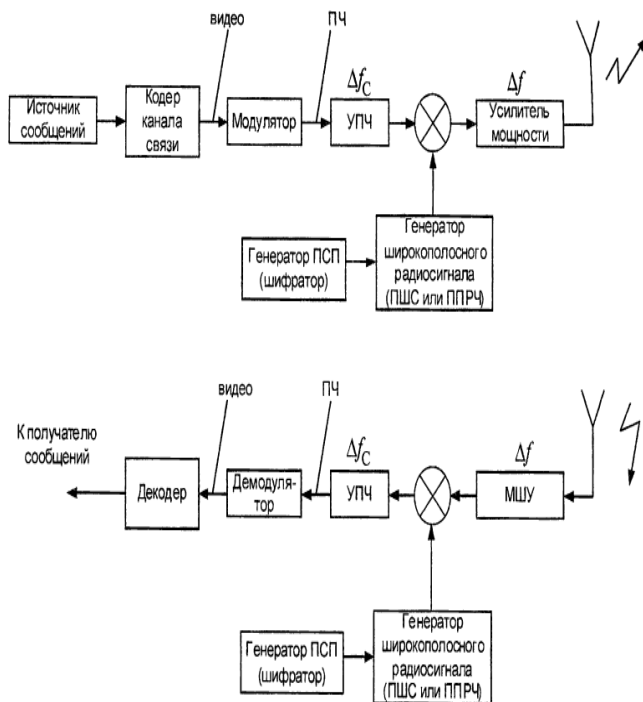 видео
ПЧ
Δf_C
Δf
Источник
сообщений
Кодер
канала
связи
Модулятор
УПЧ
Усилитель
мощности
Генератор ПСП
(шифратор)
Генератор
широкополосного
радиосигнала
(ПШС или ППРЧ)
видео
ПЧ
К получателю
сообщений
Δf_C
Δf
Декодер
Демодуля-
тор
УПЧ
МШУ
Генератор ПСП
(шифратор)
Генератор
широкополосного
радиосигнала
(ПШС или ППРЧ)